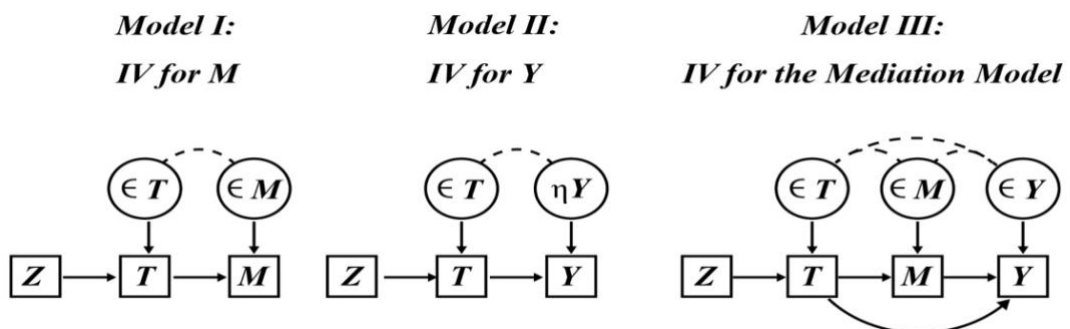 Model I:
IV for M
Model II:
IV for Y
Model III:
IV for the Mediation Model
∈ T
∈ M
Z
T
M
∈ T
ηY
Z
T
Y
∈ T
∈ M
∈ Y
Z
T
M
Y